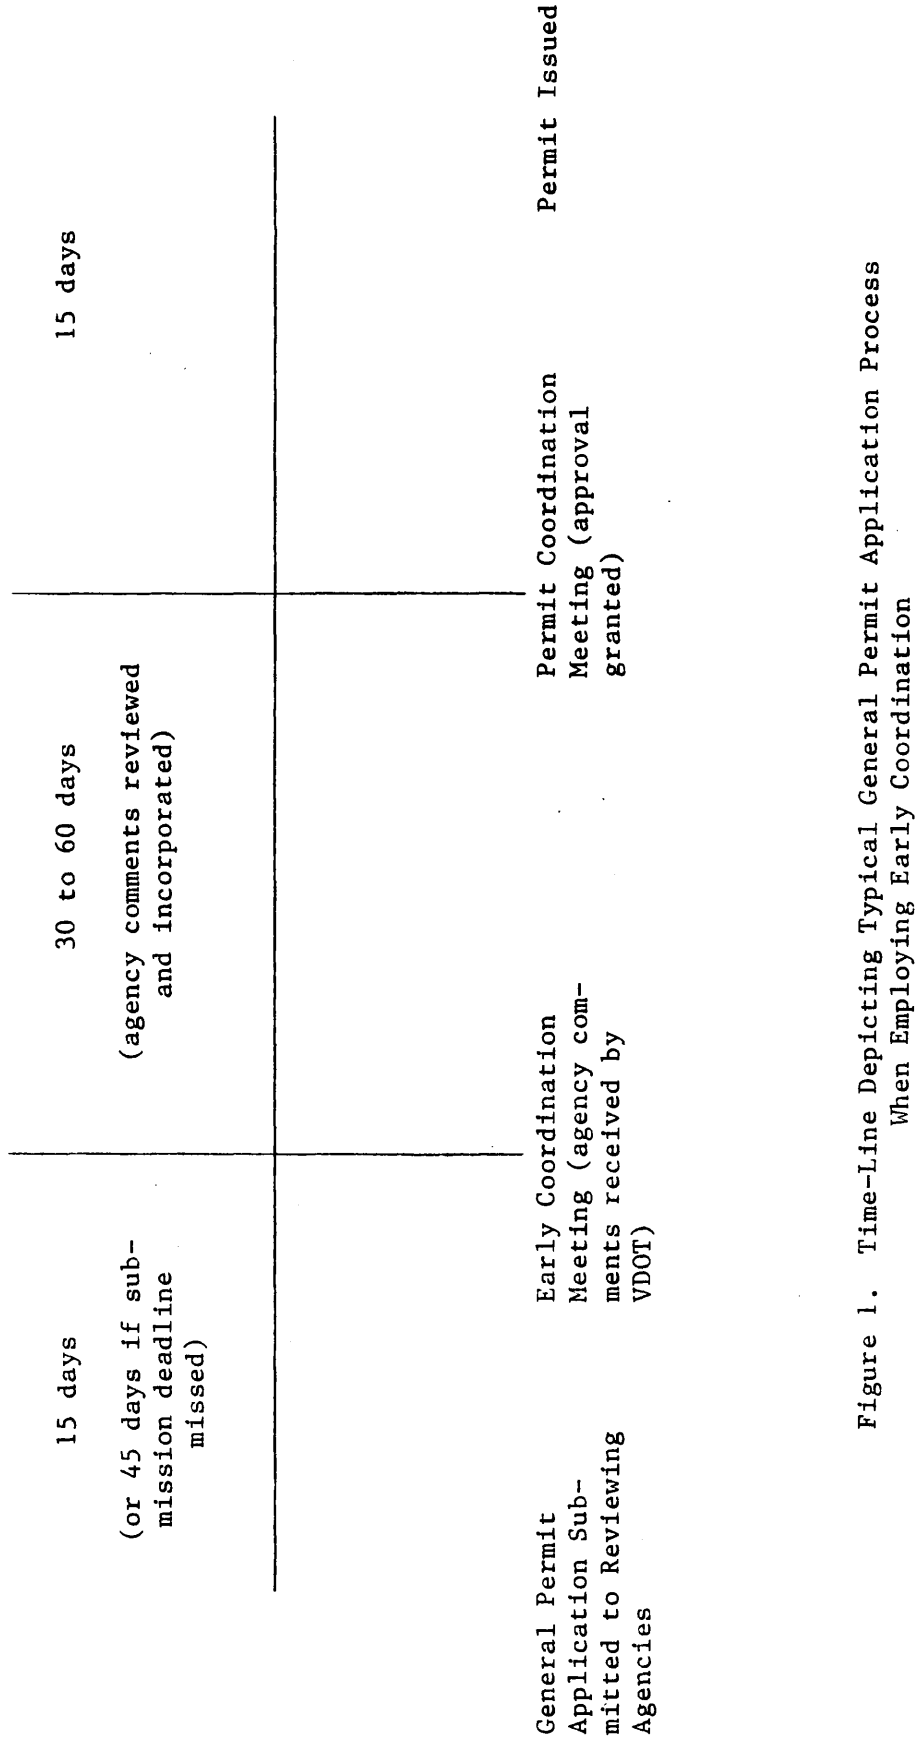 15 days
(or 45 days if sub-
mission deadline
missed)
30 to 60 days
(agency comments reviewed
and incorporated)
15 days
General Permit
Application Sub-
mitted to Reviewing
Agencies
Early Coordination
Meeting (agency com-
ments received by
VDOT)
Permit Coordination
Meeting (approval
granted)
Permit Issued
Figure 1. Time-Line Depicting Typical General Permit Application Process
When Employing Early Coordination